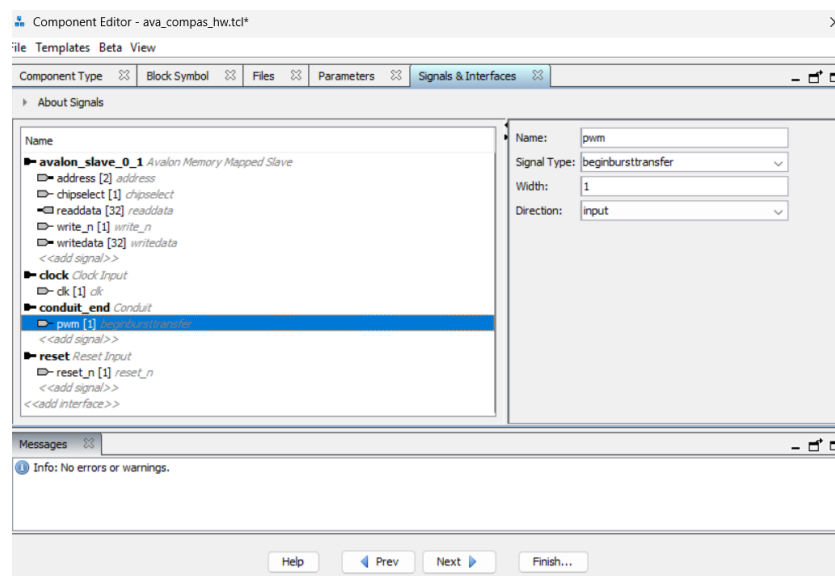 Component Editor - ava_compas_hw.tcl*
File Templates Beta View
Component Type Block Symbol Files Parameters Signals & Interfaces
About Signals
Name
avalon_slave_0_1 Avalon Memory Mapped Slave
address [2] address
chipselect [1] chipselect
readdata [32] readdata
write_n [1] write_n
writedata [32] writedata
<<add signal>>
clock Clock Input
clk [1] clk
conduit_end Conduit
pwm [1] beginbursttransfer
<<add signal>>
reset Reset Input
reset_n [1] reset_n
<<add signal>>
<<add interface>>
Name: pwm
Signal Type: beginbursttransfer
Width: 1
Direction: input
Messages
Info: No errors or warnings.
Help Prev Next Finish...